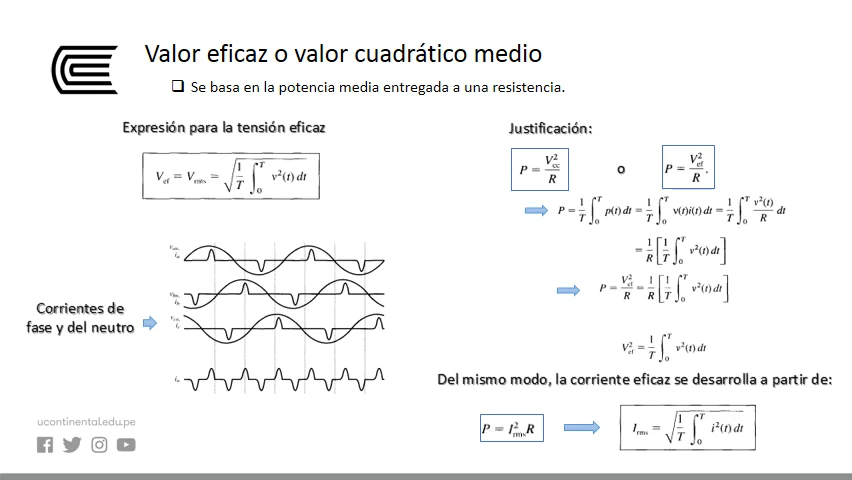 Valor eficaz o valor cuadrático medio
❑ Se basa en la potencia media entregada a una resistencia.
Expresión para la tensión eficaz
V_ef = V_rms = √(1/T ∫₀ᵀ v²(t) dt)
Corrientes de
fase y del neutro
i_n
ucontinental.edu.pe
Justificación:
P = V²_cc/R o P = V²_ef/R.
P = 1/T ∫₀ᵀ p(t) dt = 1/T ∫₀ᵀ v(t)i(t) dt = 1/T ∫₀ᵀ v²(t)/R dt
= 1/R [1/T ∫₀ᵀ v²(t) dt]
P = V²_ef/R = 1/R [1/T ∫₀ᵀ v²(t) dt]
V²_ef = 1/T ∫₀ᵀ v²(t) dt
Del mismo modo, la corriente eficaz se desarrolla a partir de:
P = I²_rms R
I_rms = √(1/T ∫₀ᵀ i²(t) dt)